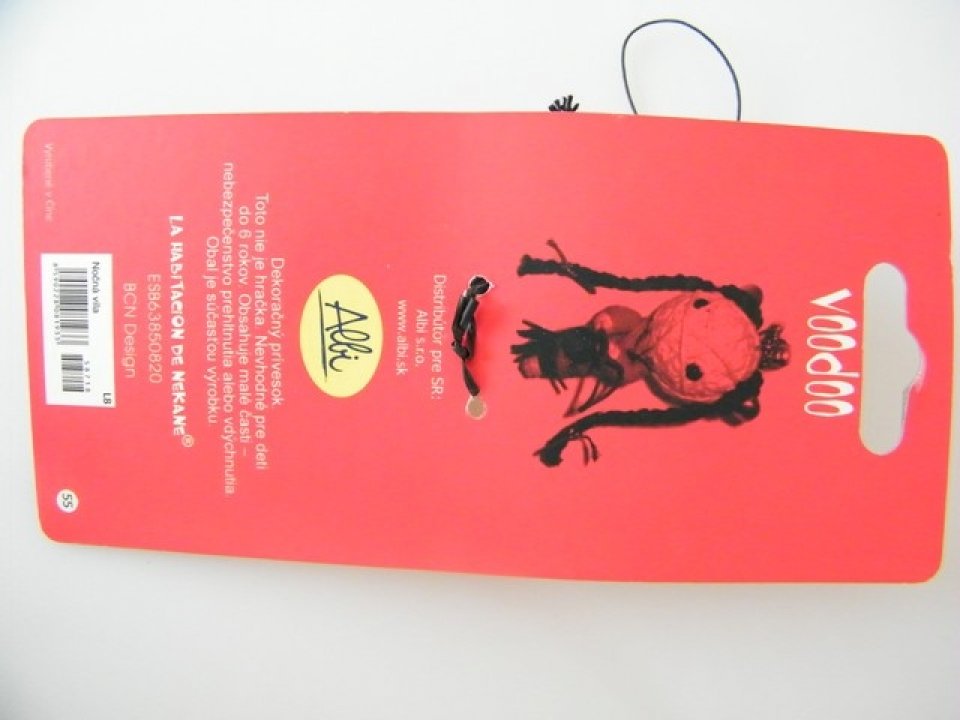 VOODOO
Distribútor pre SR:
Albi s.r.o.
www.albi.sk
Albi
Dekoračný prívesok
Toto nie je hračka. Nevhodné pre deti
do 6 rokov. Obsahuje malé časti –
nebezpečenstvo prehltnutia alebo vdýchnutia.
Obal je súčasťou výrobku.
LA HABITACION DE NEKANE®
ESB63850820
BCN Design
Nočná víla
LB
Vyrobené v Číne
55